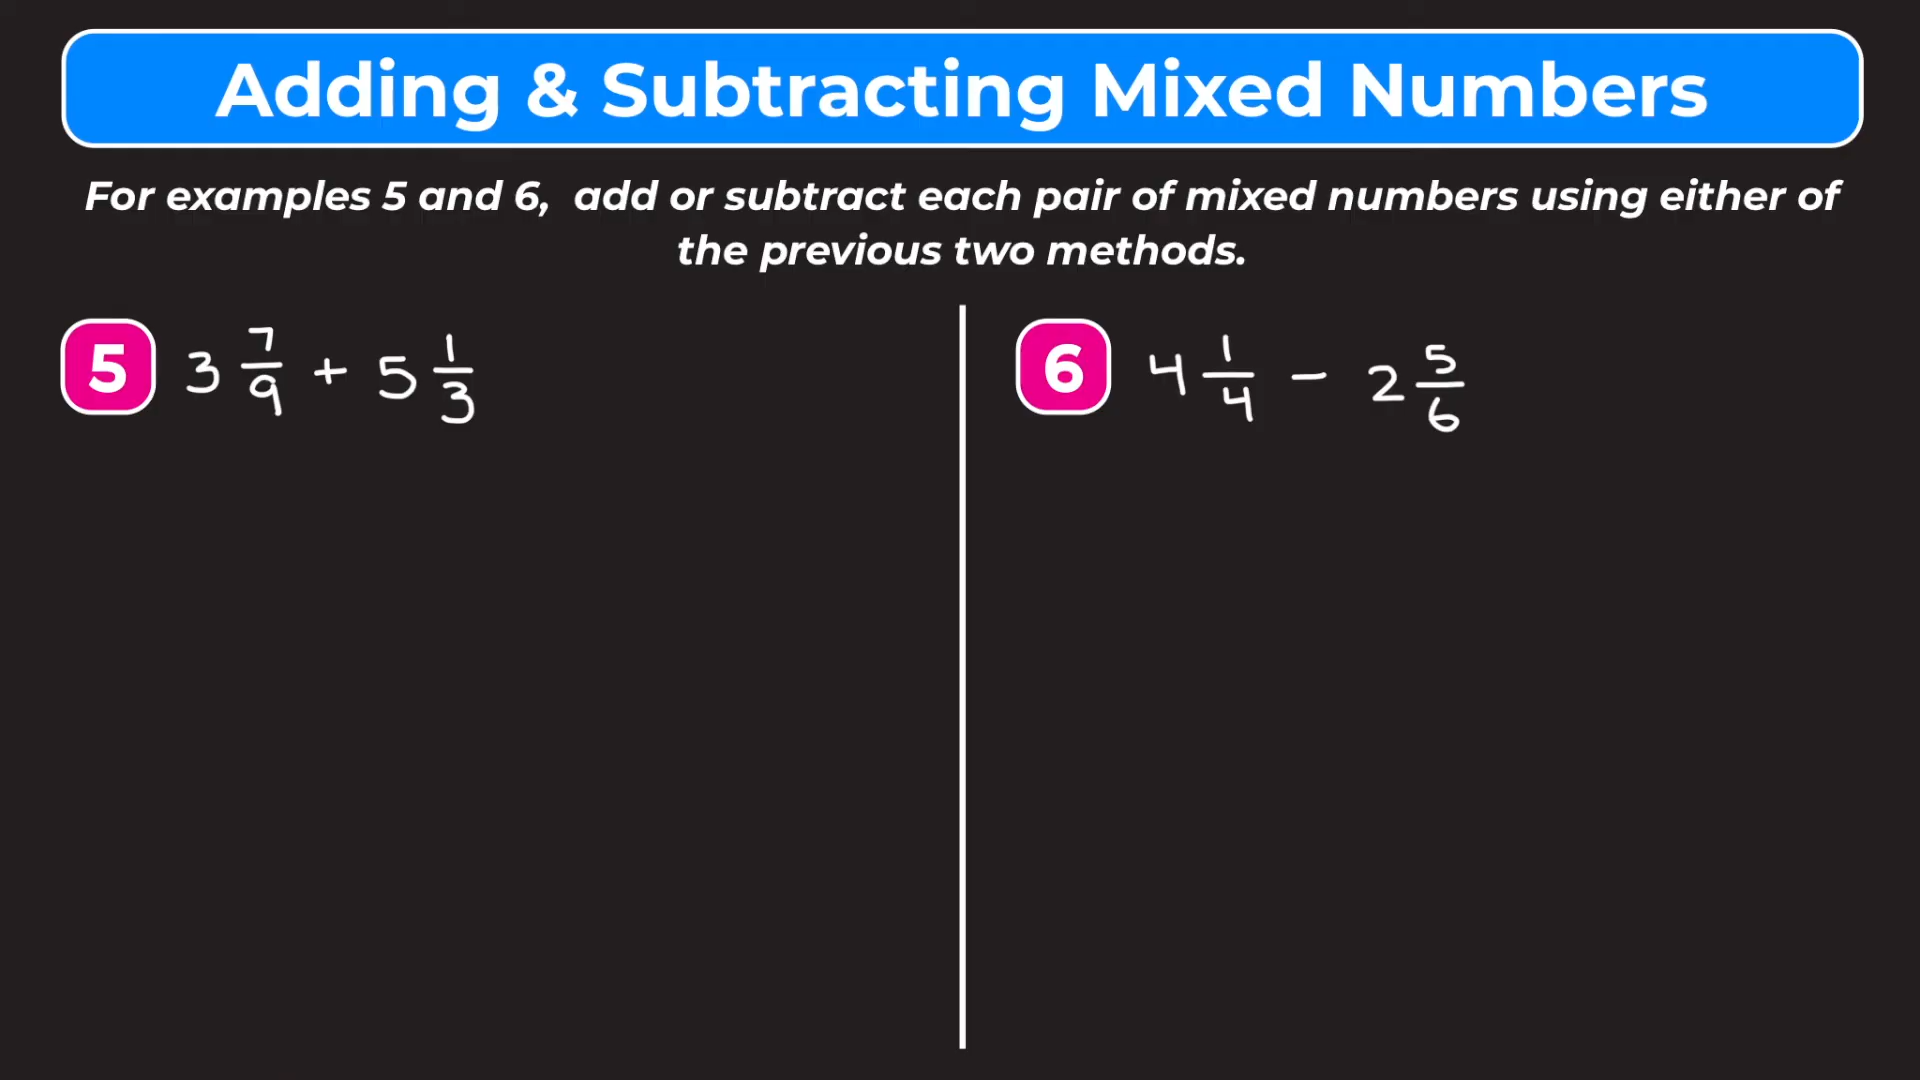 Adding & Subtracting Mixed Numbers
For examples 5 and 6, add or subtract each pair of mixed numbers using either of
the previous two methods.
5 3 7/9 + 5 1/3
6 4 1/4 - 2 5/6